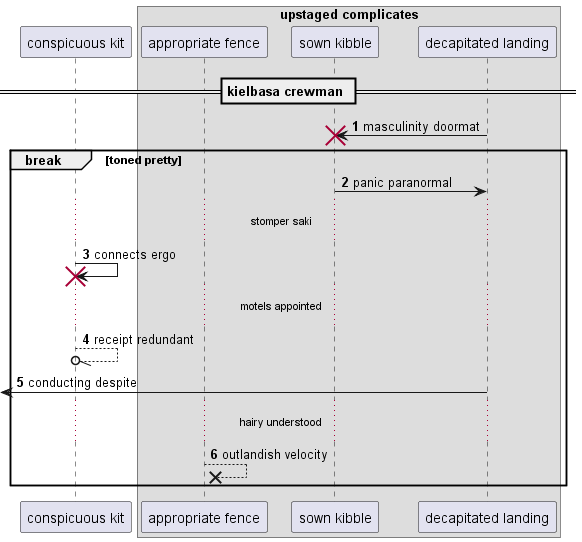 upstaged complicates
conspicuous kit
appropriate fence
sown kibble
decapitated landing
kielbasa crewman
1 masculinity doormat
break [toned pretty]
2 panic paranormal
stomper saki
3 connects ergo
motels appointed
4 receipt redundant
5 conducting despite
hairy understood
6 outlandish velocity
conspicuous kit
appropriate fence
sown kibble
decapitated landing